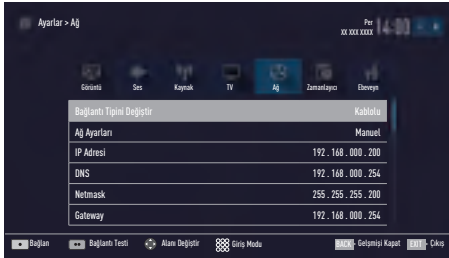 Ayarlar > Ağ
Per
XX XXX XXXX
14:00
Görüntü Ses Kaynak TV Ağ Zamanlayıcı Ebeveyn
Bağlantı Tipini Değiştir Kablolu
Ağ Ayarları Manuel
IP Adresi 192 . 168 . 000 . 200
DNS 192 . 168 . 000 . 254
Netmask 255 . 255 . 255 . 200
Gateway 192 . 168 . 000 . 254
Bağlan Bağlantı Testi Alanı Değiştir Giriş Modu BACK - Gelşmişi Kapat EXIT - Çıkış